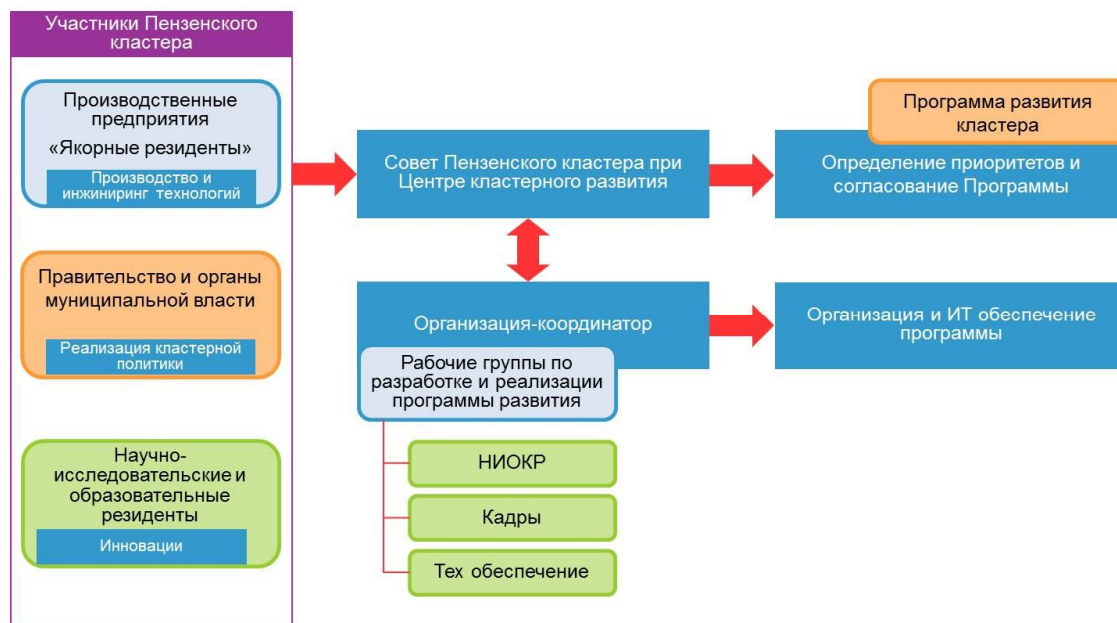 Участники Пензенского
кластера
Производственные
предприятия
«Якорные резиденты»
Производство и
инжиниринг технологий
Правительство и органы
муниципальной власти
Реализация кластерной
политики
Научно-
исследовательские и
образовательные
резиденты
Инновации
Совет Пензенского кластера при
Центре кластерного развития
Программа развития
кластера
Определение приоритетов и
согласование Программы
Организация-координатор
Рабочие группы по
разработке и реализации
программы развития
НИОКР
Кадры
Тех обеспечение
Организация и ИТ обеспечение
программы